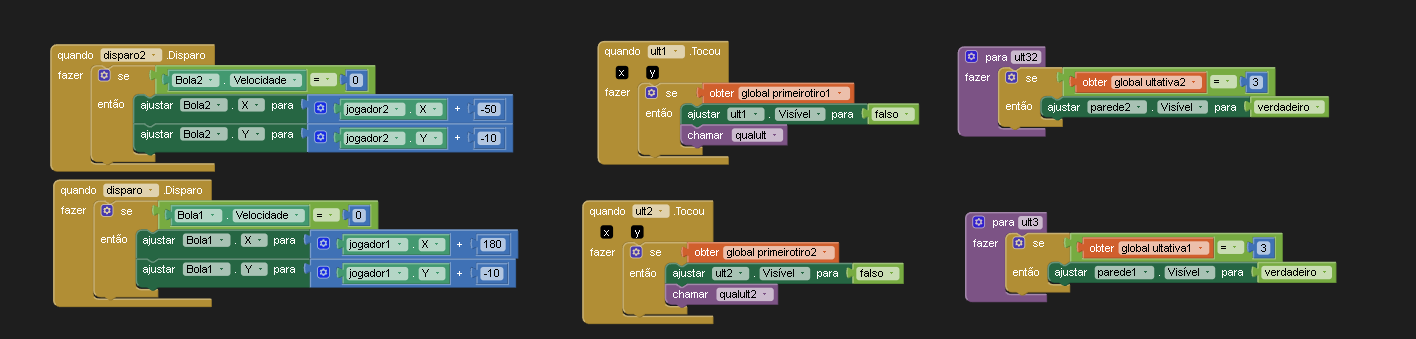 quando disparo2 .Disparo
fazer se Bola2 . Velocidade = 0
então ajustar Bola2 . X para jogador2 . X + -50
ajustar Bola2 . Y para jogador2 . Y + -10
quando disparo .Disparo
fazer se Bola1 . Velocidade = 0
então ajustar Bola1 . X para jogador1 . X + 180
ajustar Bola1 . Y para jogador1 . Y + -10
quando ult1 .Tocou
x y
fazer se obter global primeirotiro1
então ajustar ult1 . Visível para falso
chamar qualult
quando ult2 .Tocou
x y
fazer se obter global primeirotiro2
então ajustar ult2 . Visível para falso
chamar qualult2
para ult32
fazer se obter global ultativa2 = 3
então ajustar parede2 . Visível para verdadeiro
para ult3
fazer se obter global ultativa1 = 3
então ajustar parede1 . Visível para verdadeiro